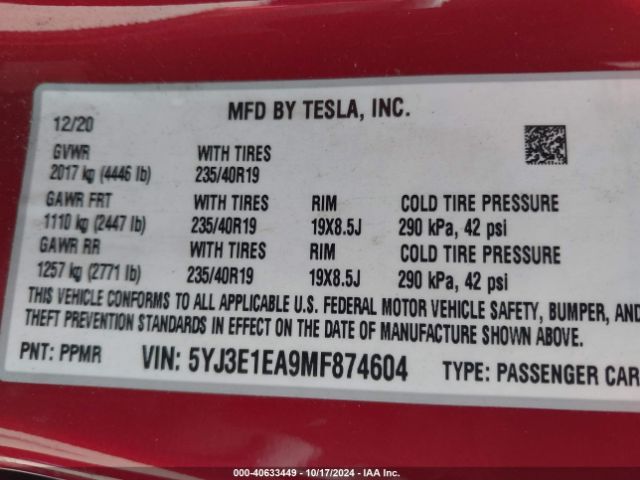 MFD BY TESLA, INC.
12/20
GVWR WITH TIRES
2017 kg (4446 lb) 235/40R19
GAWR FRT WITH TIRES RIM COLD TIRE PRESSURE
1110 kg (2447 lb) 235/40R19 19X8.5J 290 kPa, 42 psi
GAWR RR WITH TIRES RIM COLD TIRE PRESSURE
1257 kg (2771 lb) 235/40R19 19X8.5J 290 kPa, 42 psi
THIS VEHICLE CONFORMS TO ALL APPLICABLE U.S. FEDERAL MOTOR VEHICLE SAFETY, BUMPER, AND
THEFT PREVENTION STANDARDS IN EFFECT ON THE DATE OF MANUFACTURE SHOWN ABOVE.
PNT: PPMR VIN: 5YJ3E1EA9MF874604 TYPE: PASSENGER CAR
© 40633449 - 10/17/2024 - IAAI.COM